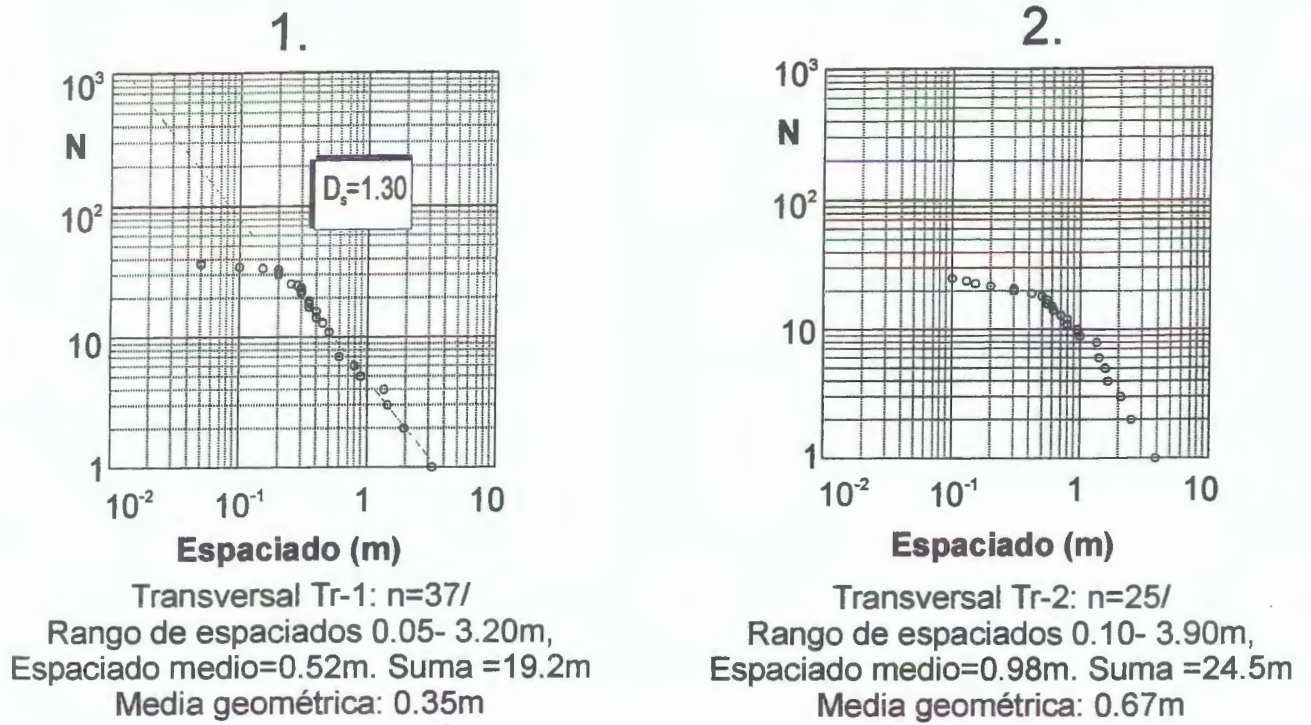 1.
10³
N
10²
10
1
10⁻² 10⁻¹ 1 10
Dₛ=1.30
Espaciado (m)
Transversal Tr-1: n=37/
Rango de espaciados 0.05- 3.20m,
Espaciado medio=0.52m. Suma =19.2m
Media geométrica: 0.35m
2.
10³
N
10²
10
1
10⁻² 10⁻¹ 1 10
Espaciado (m)
Transversal Tr-2: n=25/
Rango de espaciados 0.10- 3.90m,
Espaciado medio=0.98m. Suma =24.5m
Media geométrica: 0.67m